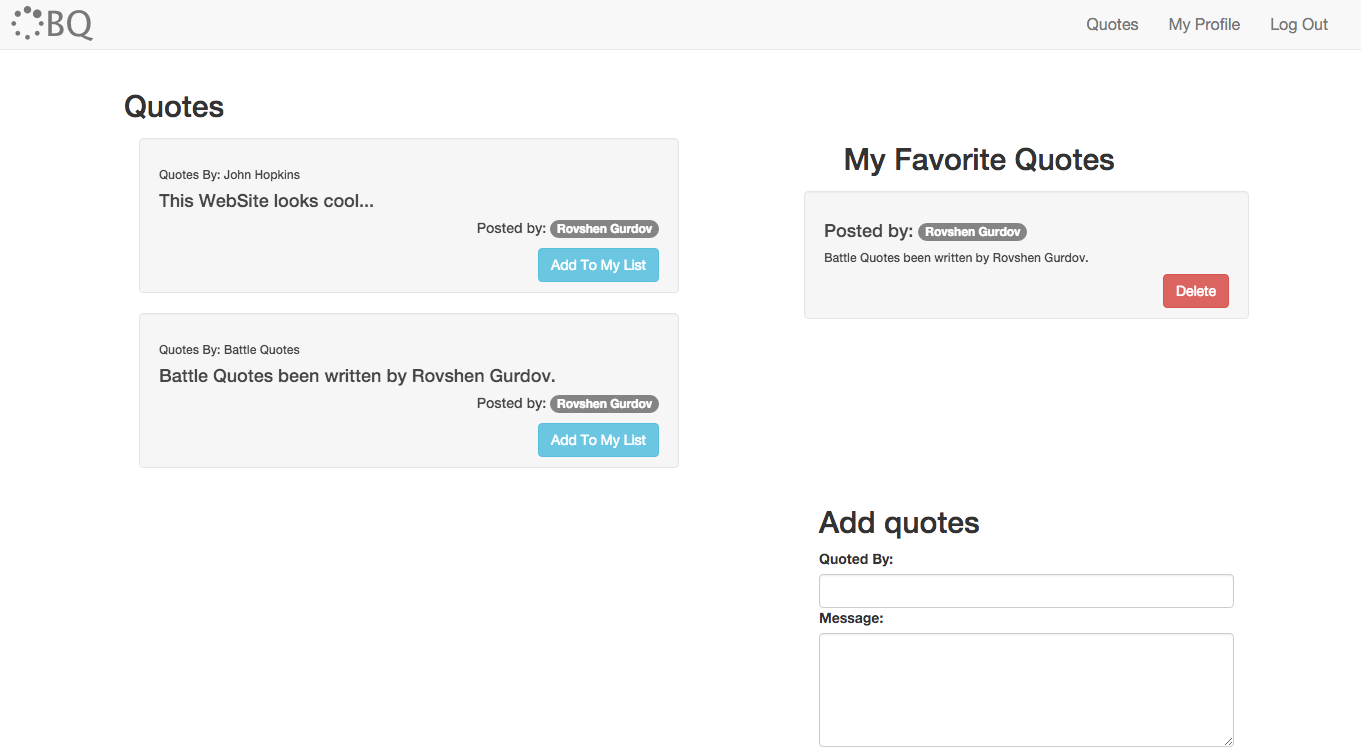 BQ
Quotes My Profile Log Out
Quotes
Quotes By: John Hopkins
This WebSite looks cool...
Posted by: Rovshen Gurdov
Add To My List
Quotes By: Battle Quotes
Battle Quotes been written by Rovshen Gurdov.
Posted by: Rovshen Gurdov
Add To My List
My Favorite Quotes
Posted by: Rovshen Gurdov
Battle Quotes been written by Rovshen Gurdov.
Delete
Add quotes
Quoted By:
Message: